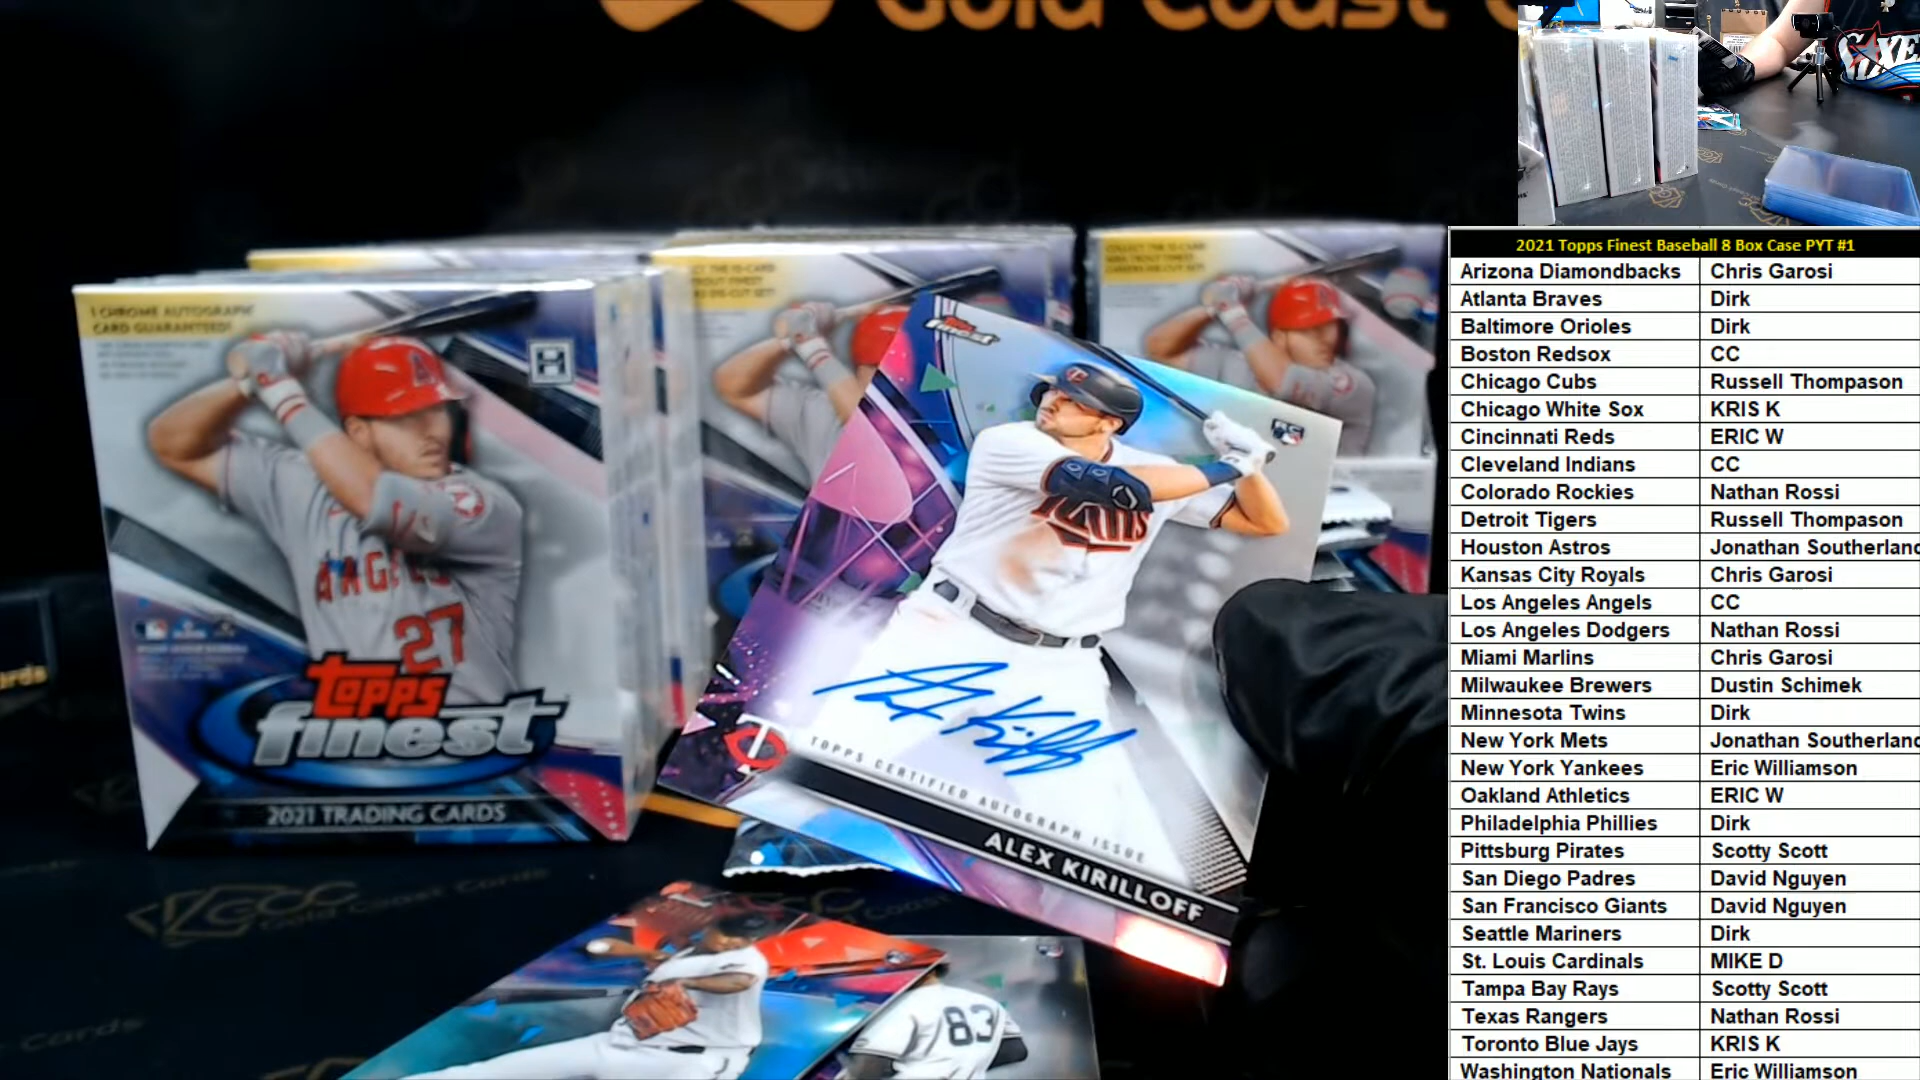 Gold Coast C
1 CHROME AUTOGRAPH
CARD GUARANTEED!
ANGELS
27
topps
finest
2021 TRADING CARDS
finest
RC
TWINS
TOPPS CERTIFIED AUTOGRAPH ISSUE
ALEX KIRILLOFF
83
GCC
Gold Coast Cards
2021 Topps Finest Baseball 8 Box Case PYT #1
Arizona Diamondbacks Chris Garosi
Atlanta Braves Dirk
Baltimore Orioles Dirk
Boston Redsox CC
Chicago Cubs Russell Thompason
Chicago White Sox KRIS K
Cincinnati Reds ERIC W
Cleveland Indians CC
Colorado Rockies Nathan Rossi
Detroit Tigers Russell Thompason
Houston Astros Jonathan Southerland
Kansas City Royals Chris Garosi
Los Angeles Angels CC
Los Angeles Dodgers Nathan Rossi
Miami Marlins Chris Garosi
Milwaukee Brewers Dustin Schimek
Minnesota Twins Dirk
New York Mets Jonathan Southerland
New York Yankees Eric Williamson
Oakland Athletics ERIC W
Philadelphia Phillies Dirk
Pittsburg Pirates Scotty Scott
San Diego Padres David Nguyen
San Francisco Giants David Nguyen
Seattle Mariners Dirk
St. Louis Cardinals MIKE D
Tampa Bay Rays Scotty Scott
Texas Rangers Nathan Rossi
Toronto Blue Jays KRIS K
Washington Nationals Eric Williamson